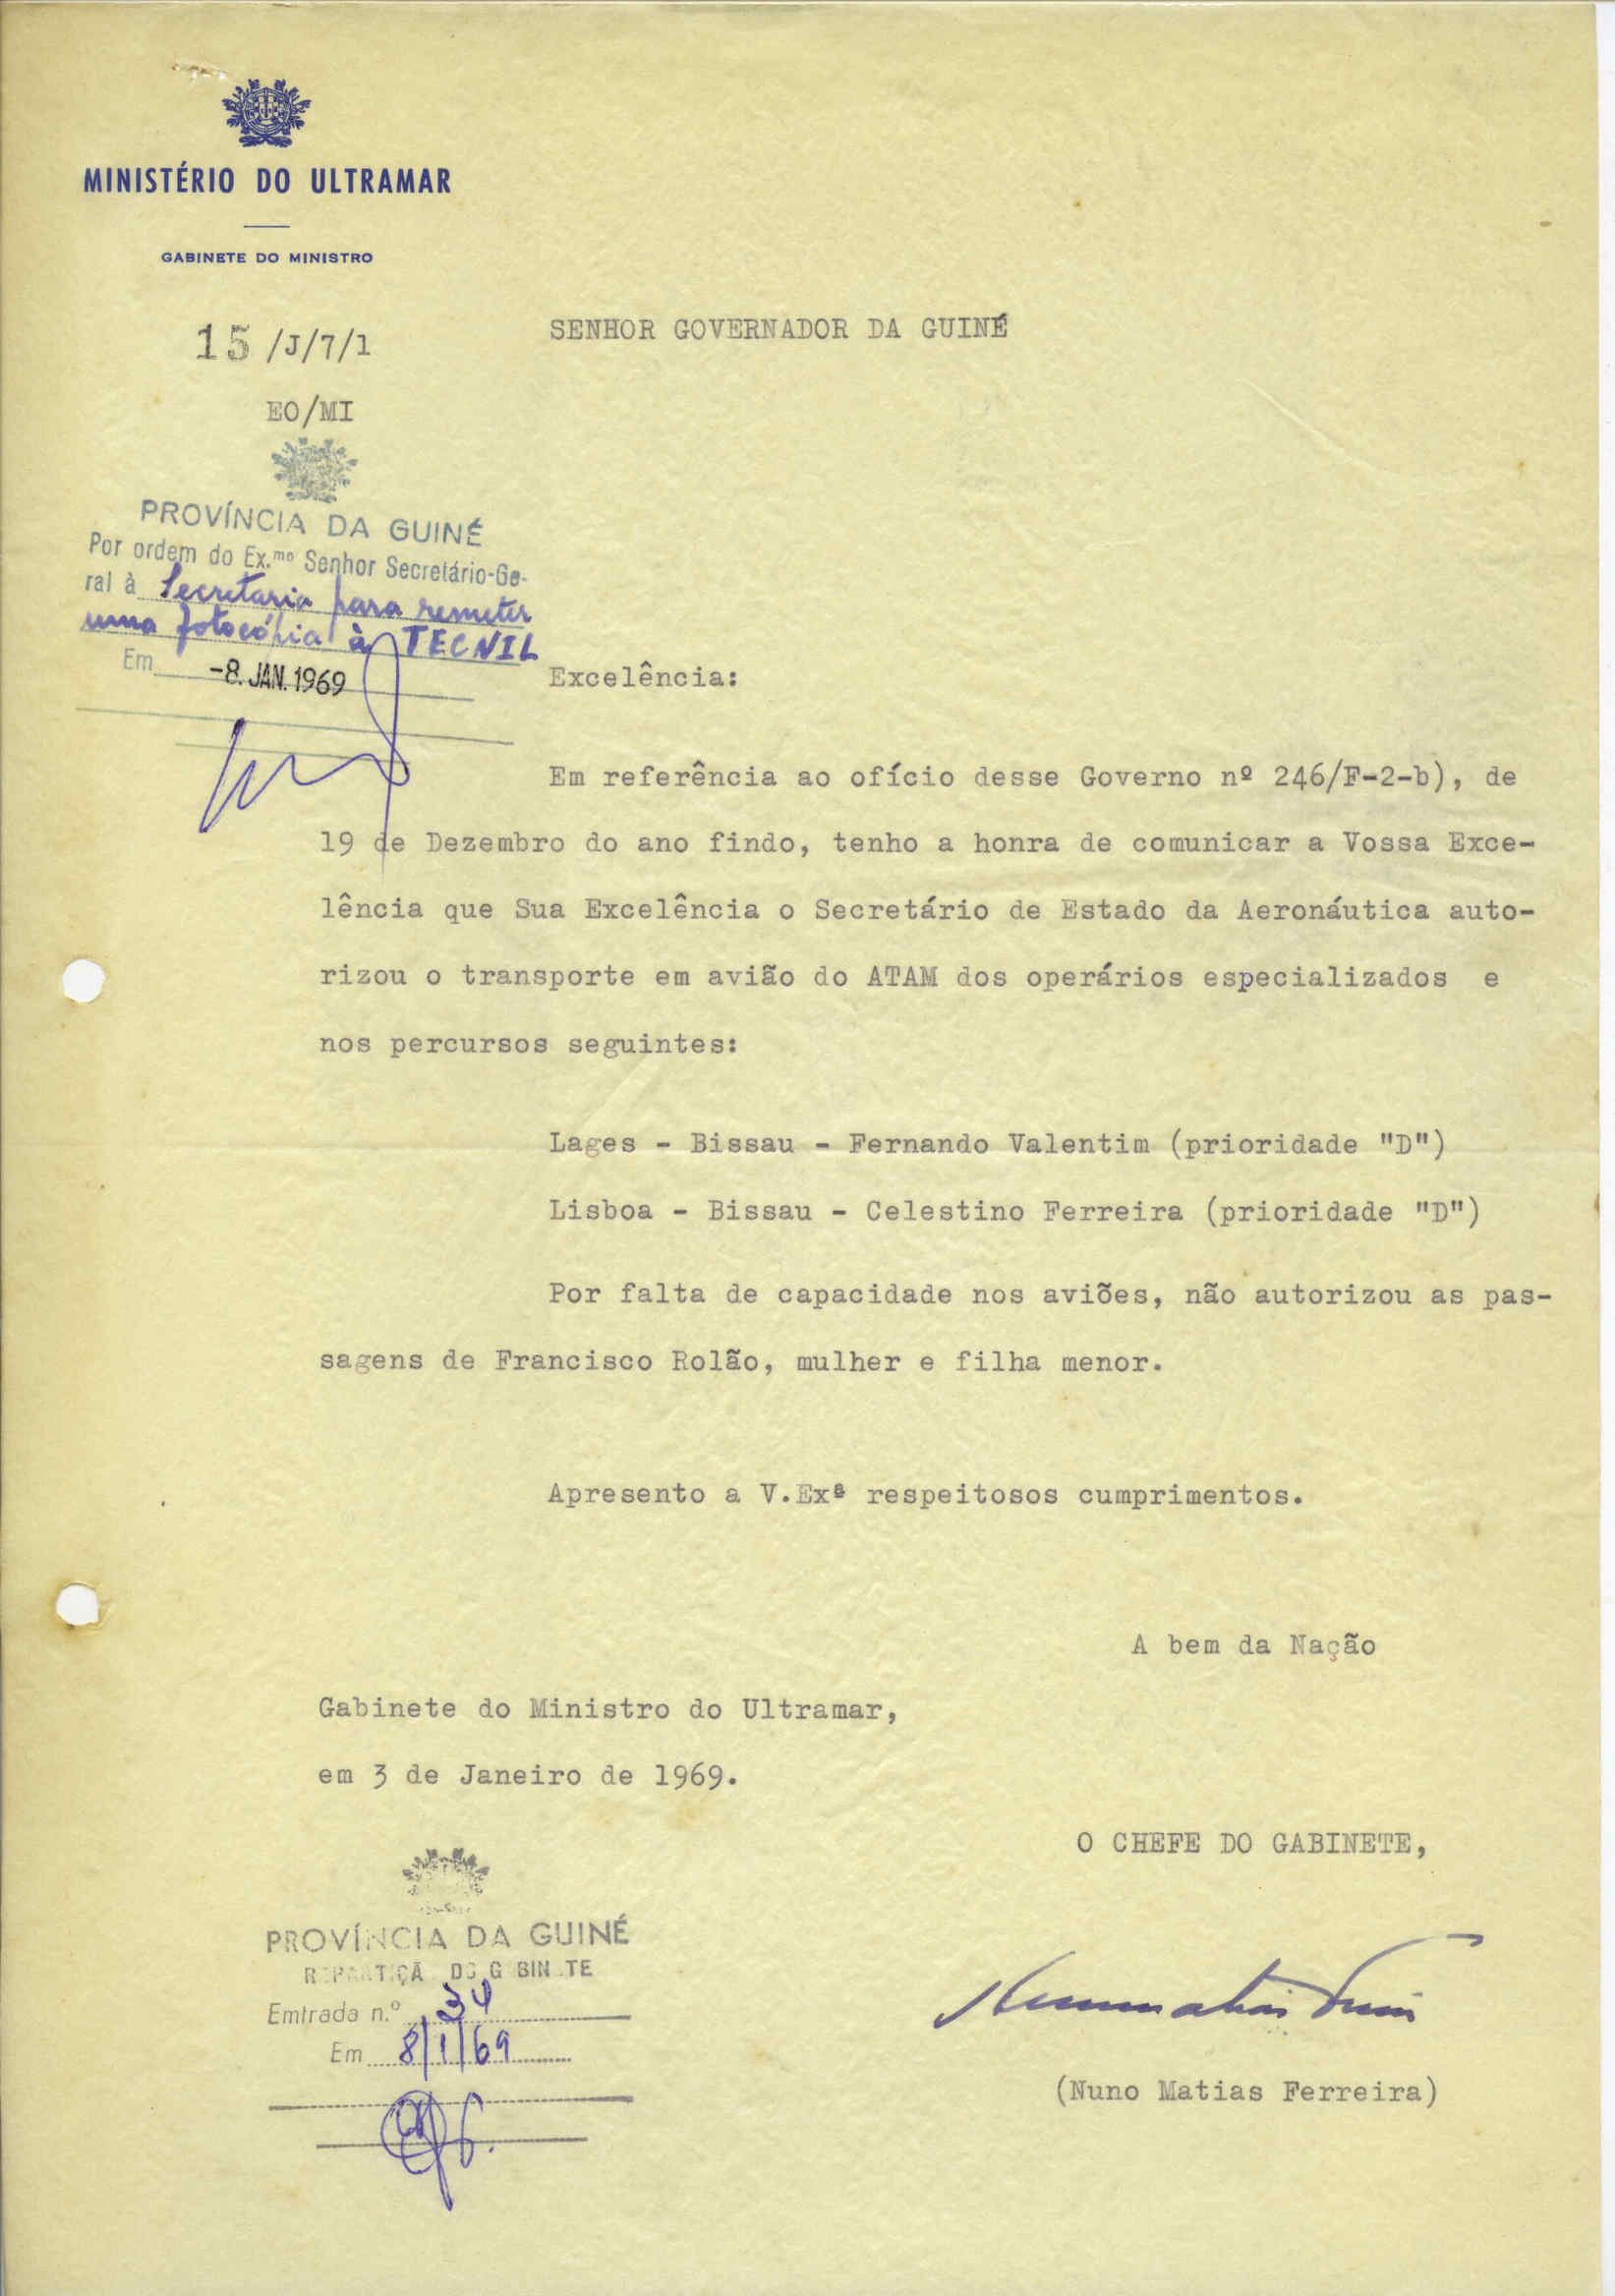 MINISTÉRIO DO ULTRAMAR
GABINETE DO MINISTRO
15 /J/7/1
EO/MI
SENHOR GOVERNADOR DA GUINÉ
PROVÍNCIA DA GUINÉ
Por ordem do Ex.mo Senhor Secretário-Ge-
ral à Secretaria para remeter
uma fotocópia à TECNIL
Em -8. JAN. 1969
Excelência:
Em referência ao ofício desse Governo nº 246/F-2-b), de
19 de Dezembro do ano findo, tenho a honra de comunicar a Vossa Exce-
lência que Sua Excelência o Secretário de Estado da Aeronáutica auto-
rizou o transporte em avião do ATAM dos operários especializados e
nos percursos seguintes:
Lages - Bissau - Fernando Valentim (prioridade "D")
Lisboa - Bissau - Celestino Ferreira (prioridade "D")
Por falta de capacidade nos aviões, não autorizou as pas-
sagens de Francisco Rolão, mulher e filha menor.
Apresento a V.Exª respeitosos cumprimentos.
A bem da Nação
Gabinete do Ministro do Ultramar,
em 3 de Janeiro de 1969.
O CHEFE DO GABINETE,
(Nuno Matias Ferreira)
PROVÍNCIA DA GUINÉ
REPARTIÇÃO DO GABINETE
Entrada n.º 34
Em 8/1/69